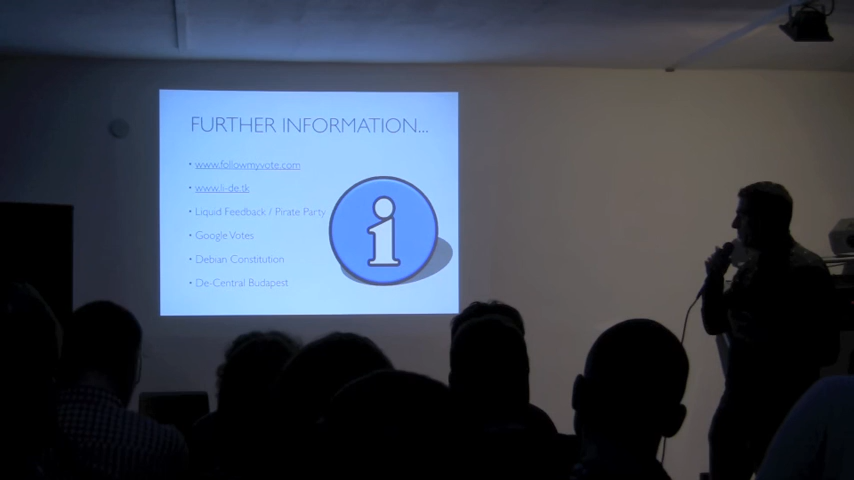 FURTHER INFORMATION...
• www.followmyvote.com
• www.li-de.tk
• Liquid Feedback / Pirate Party
• Google Votes
• Debian Constitution
• De-Central Budapest